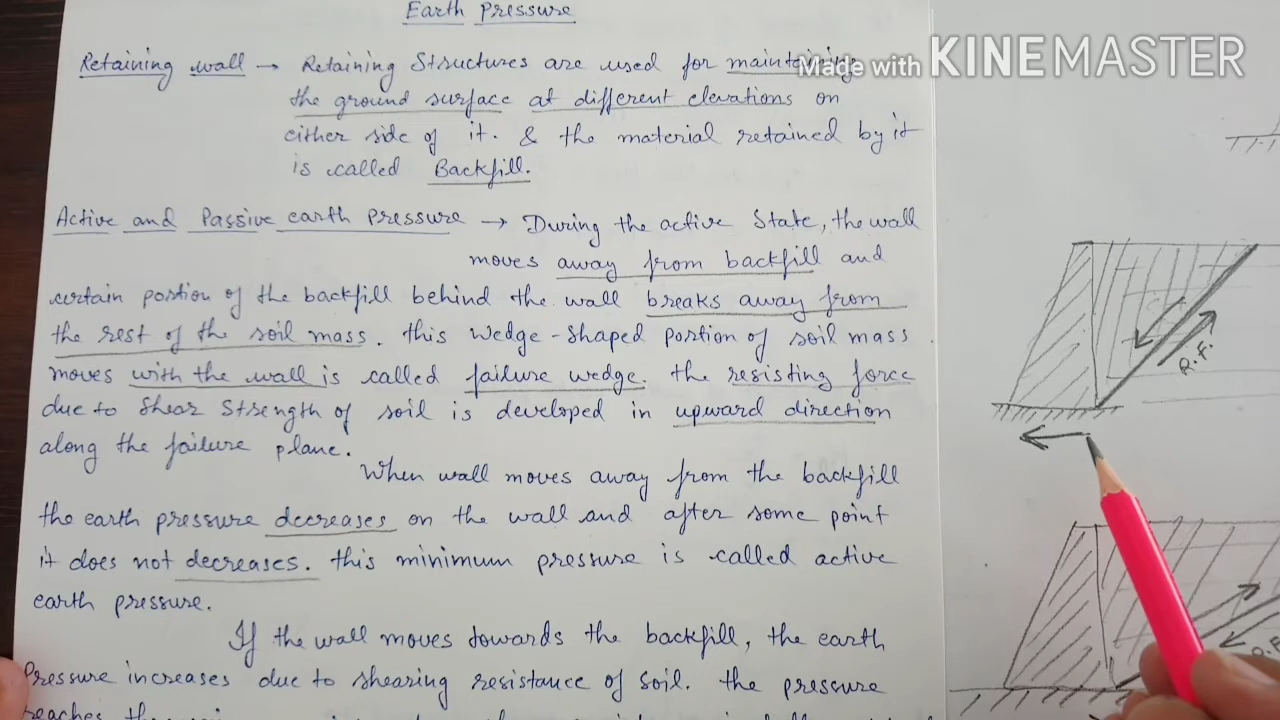 Earth Pressure
Made with KINEMASTER
Retaining wall → Retaining Structures are used for maintaining
the ground surface at different elevations on
either side of it. & the material retained by it
is called Backfill.
Active and Passive earth pressure → During the active State, the wall
moves away from backfill and
certain portion of the backfill behind the wall breaks away from
the rest of the soil mass. this wedge-shaped portion of soil mass
moves with the wall is called failure wedge. the resisting force
due to shear strength of soil is developed in upward direction
along the failure plane.
When wall moves away from the backfill
the earth pressure decreases on the wall and after some point
it does not decreases. this minimum pressure is called active
earth pressure.
If the wall moves towards the backfill, the earth
Pressure increases due to shearing resistance of soil. the pressure
reaches the
R.F.
R.F.